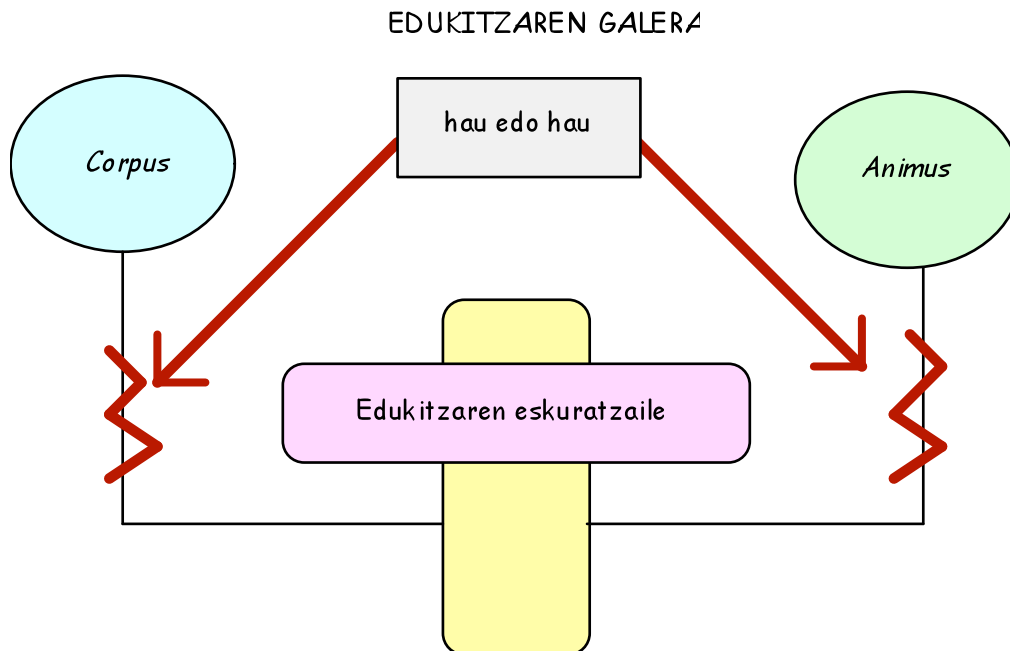 EDUKITZAREN GALERA
hau edo hau
Corpus
Animus
Edukitzaren eskuratzaile